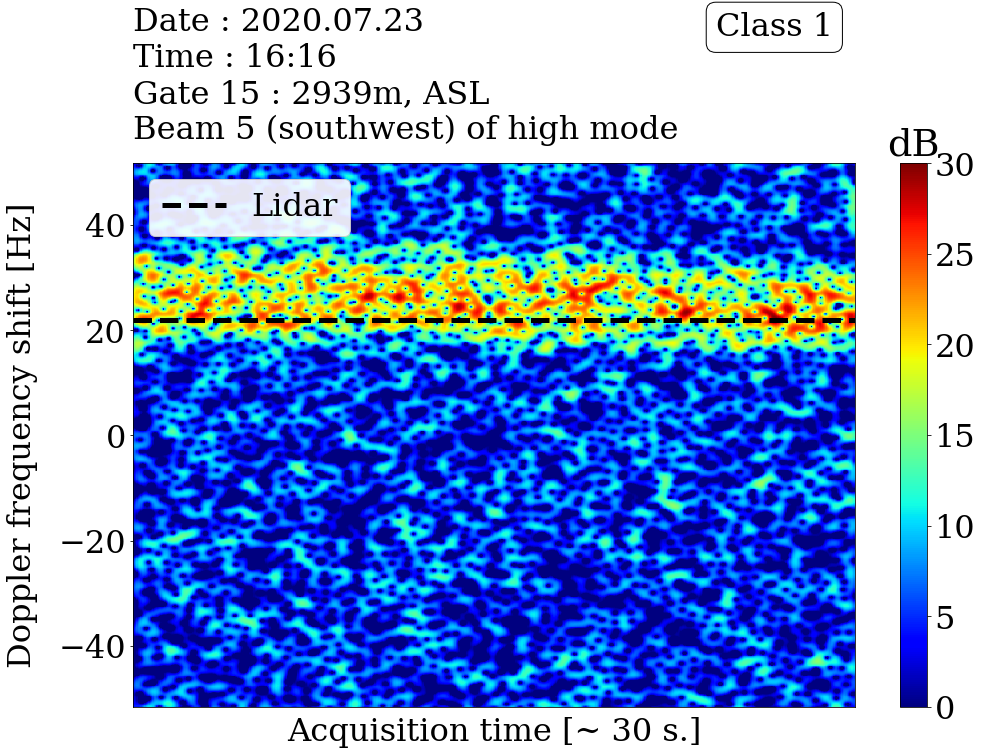 Date : 2020.07.23
Time : 16:16
Gate 15 : 2939m, ASL
Beam 5 (southwest) of high mode
Class 1
dB
Lidar
Doppler frequency shift [Hz]
40
20
0
−20
−40
Acquisition time [~ 30 s.]
30
25
20
15
10
5
0